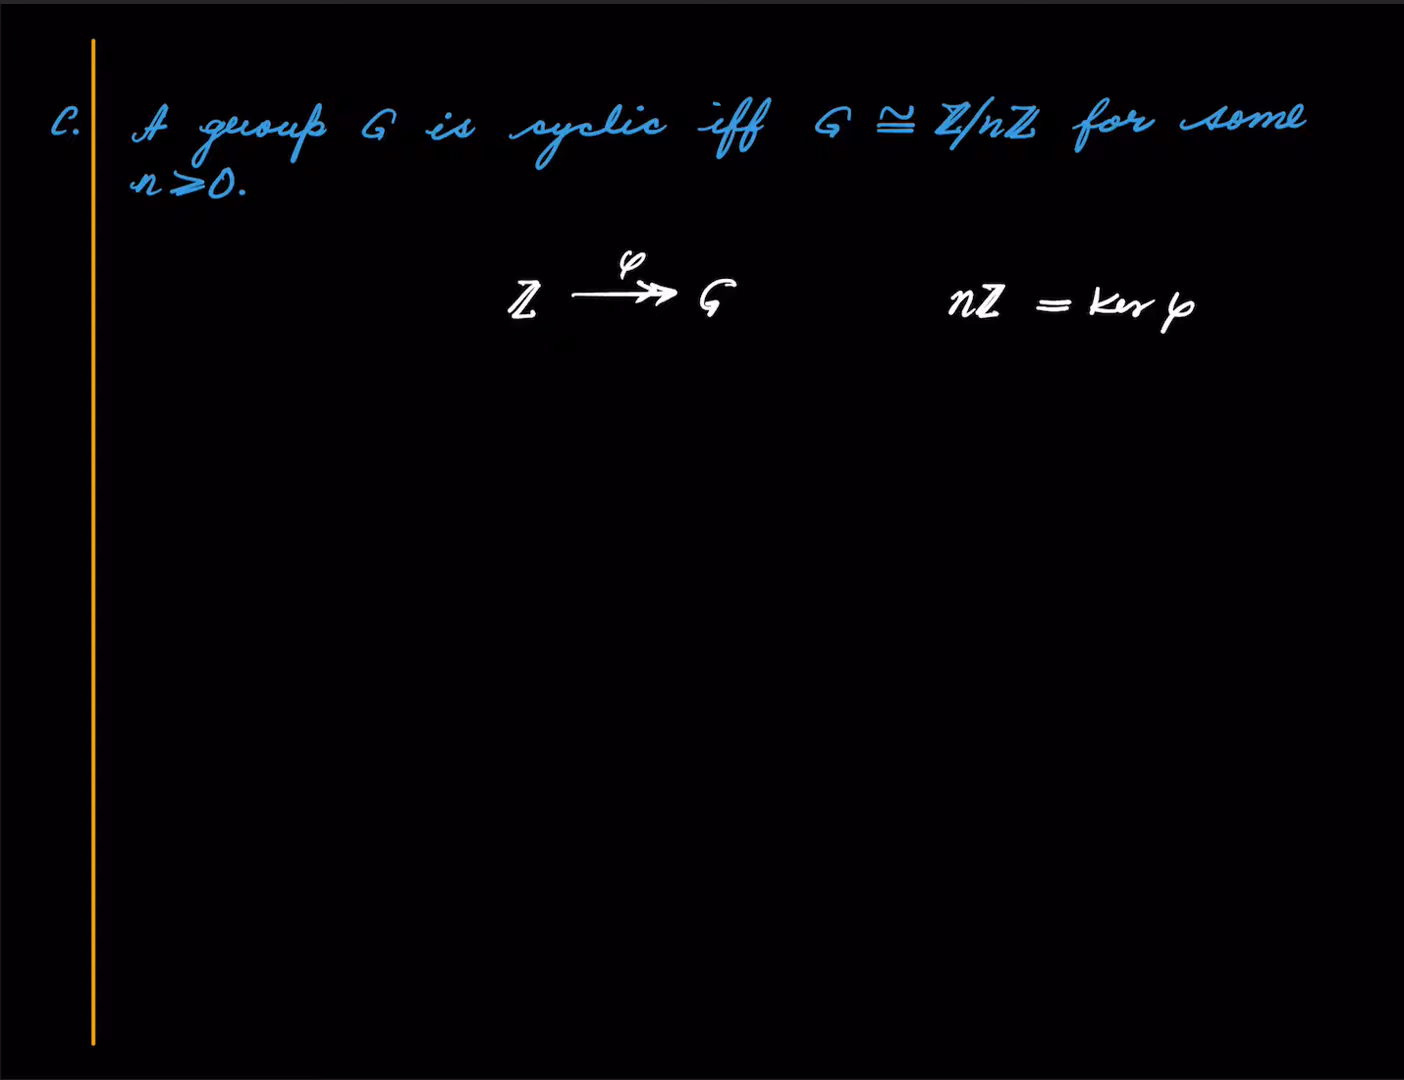 C. A group G is cyclic iff G ≅ ℤ/nℤ for some
n ≥ 0.
ℤ ↠ G φ nℤ = ker φ